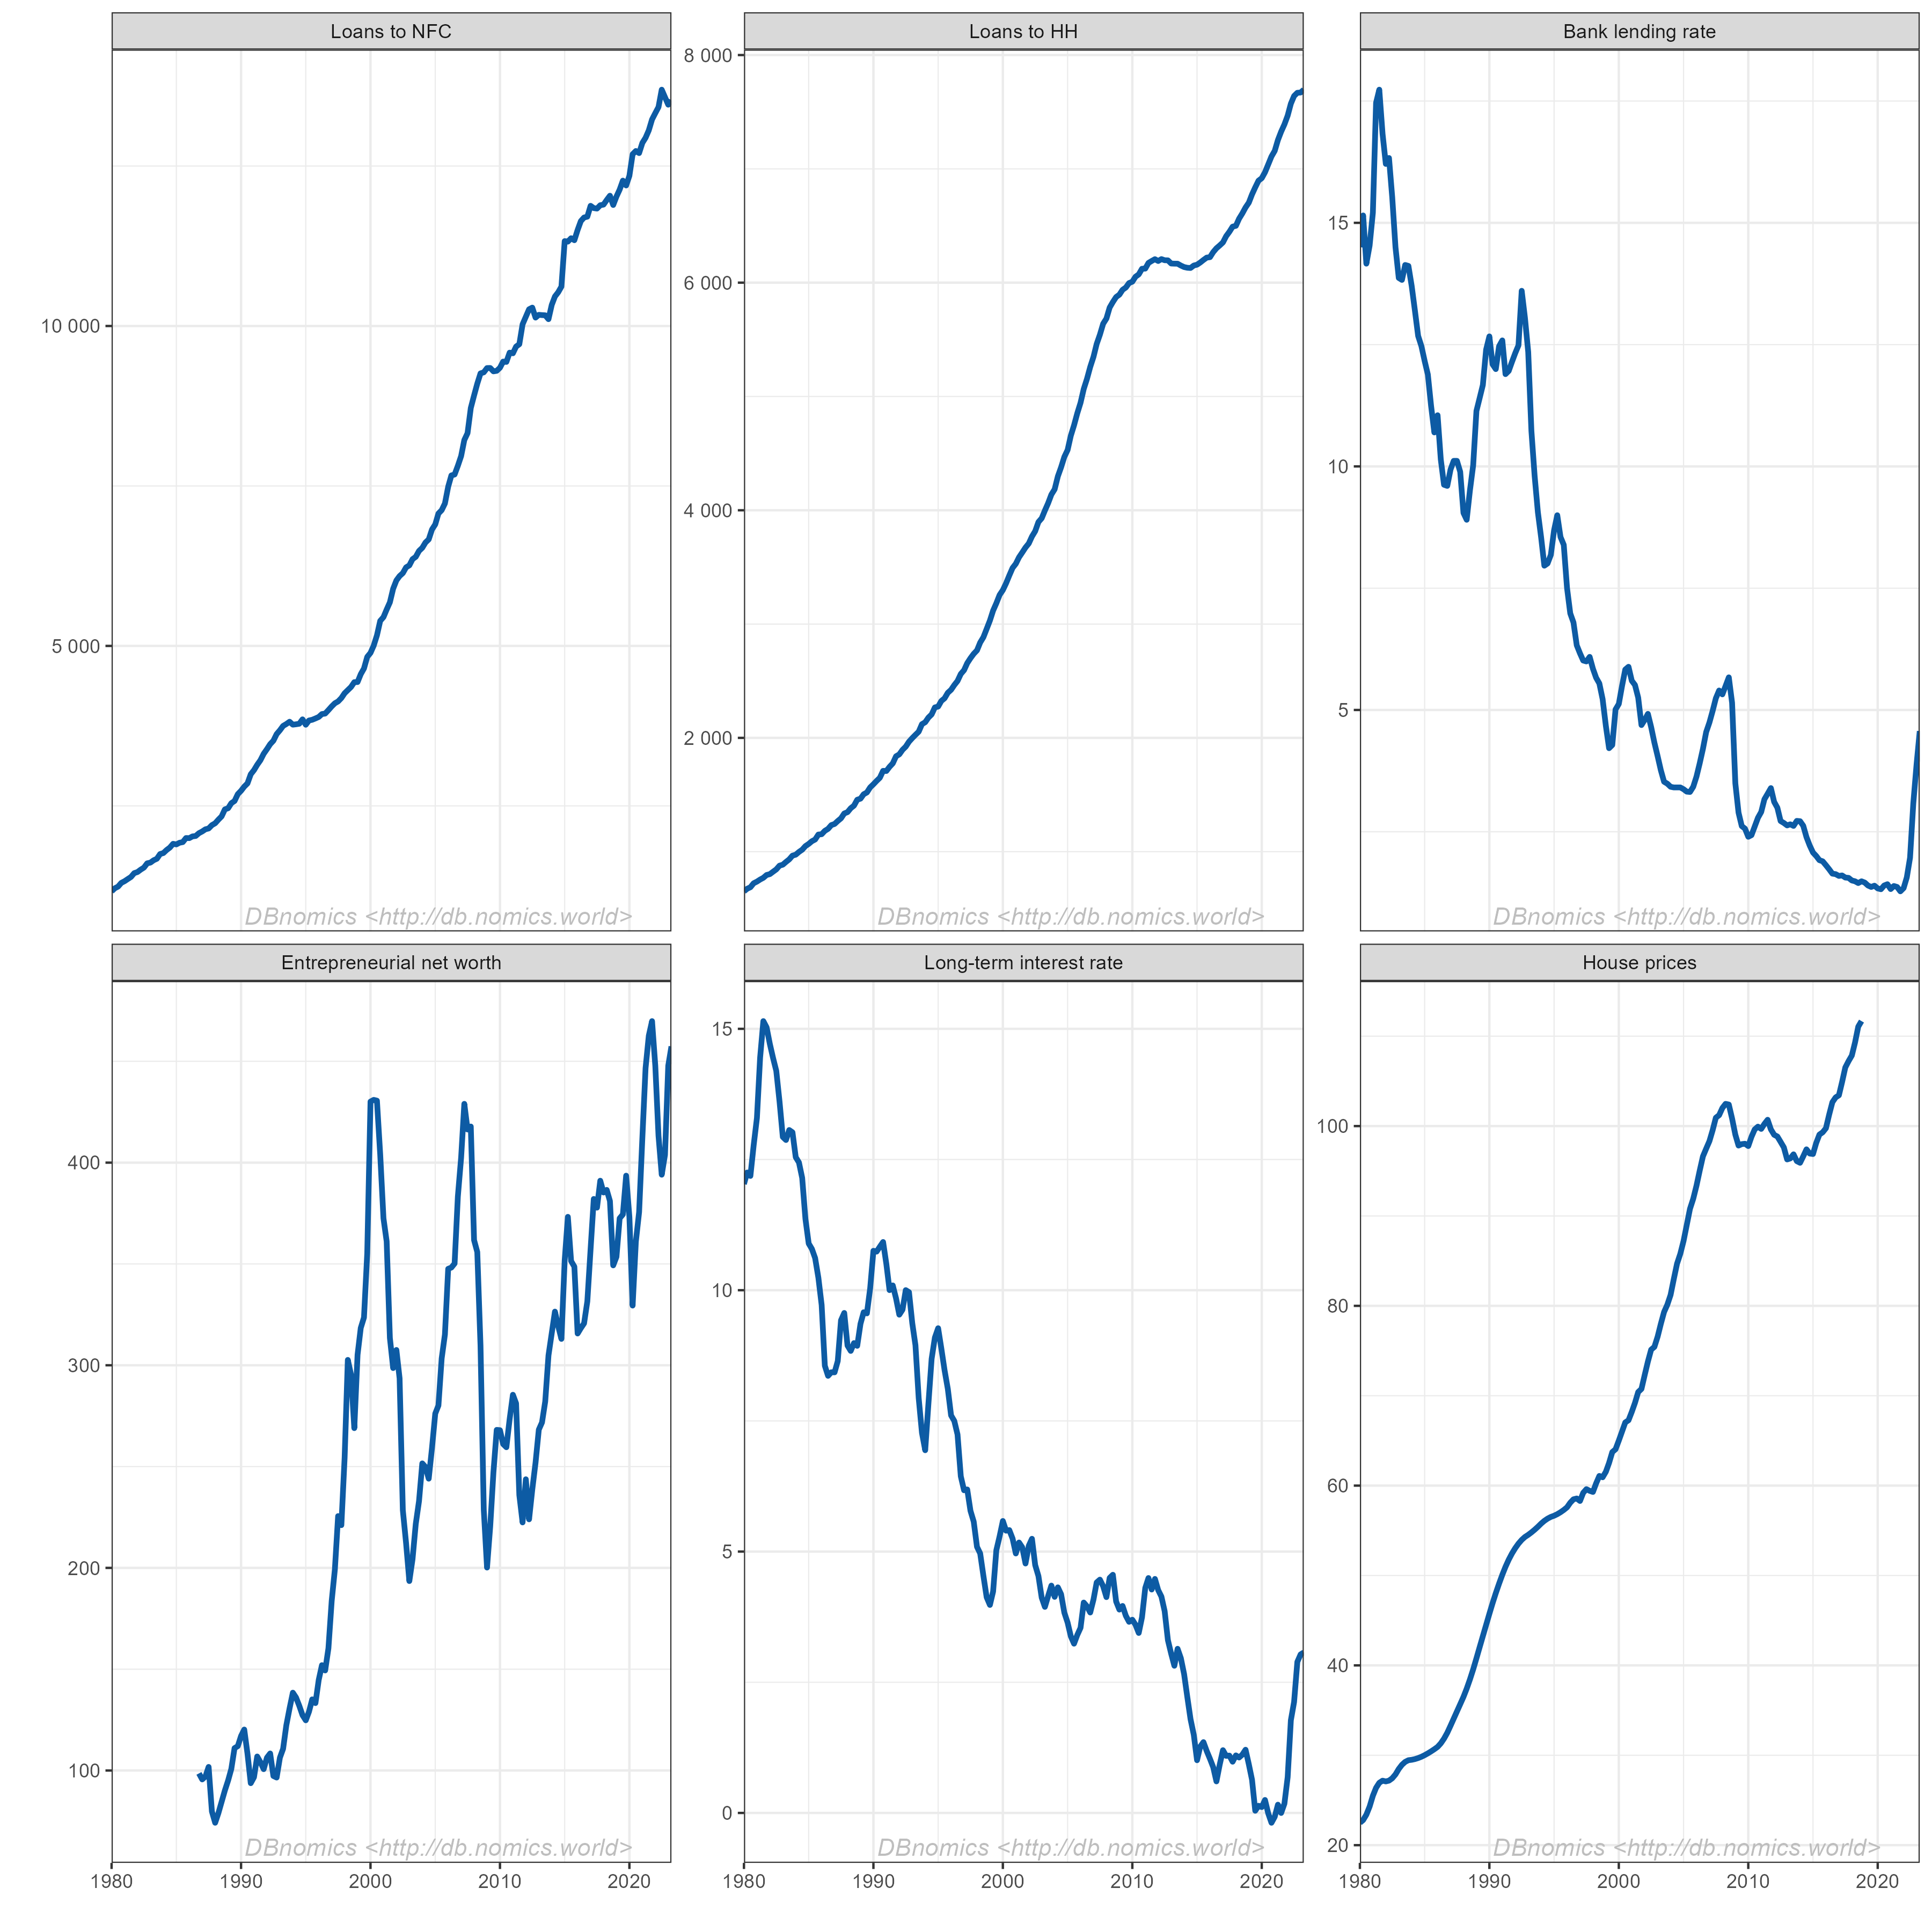 Loans to NFC
Loans to HH
Bank lending rate
8 000
6 000
4 000
2 000
10 000
5 000
15
10
5
DBnomics <http://db.nomics.world>
DBnomics <http://db.nomics.world>
DBnomics <http://db.nomics.world>
Entrepreneurial net worth
Long-term interest rate
House prices
400
300
200
100
15
10
5
0
100
80
60
40
20
DBnomics <http://db.nomics.world>
DBnomics <http://db.nomics.world>
DBnomics <http://db.nomics.world>
1980 1990 2000 2010 2020
1980 1990 2000 2010 2020
1980 1990 2000 2010 2020